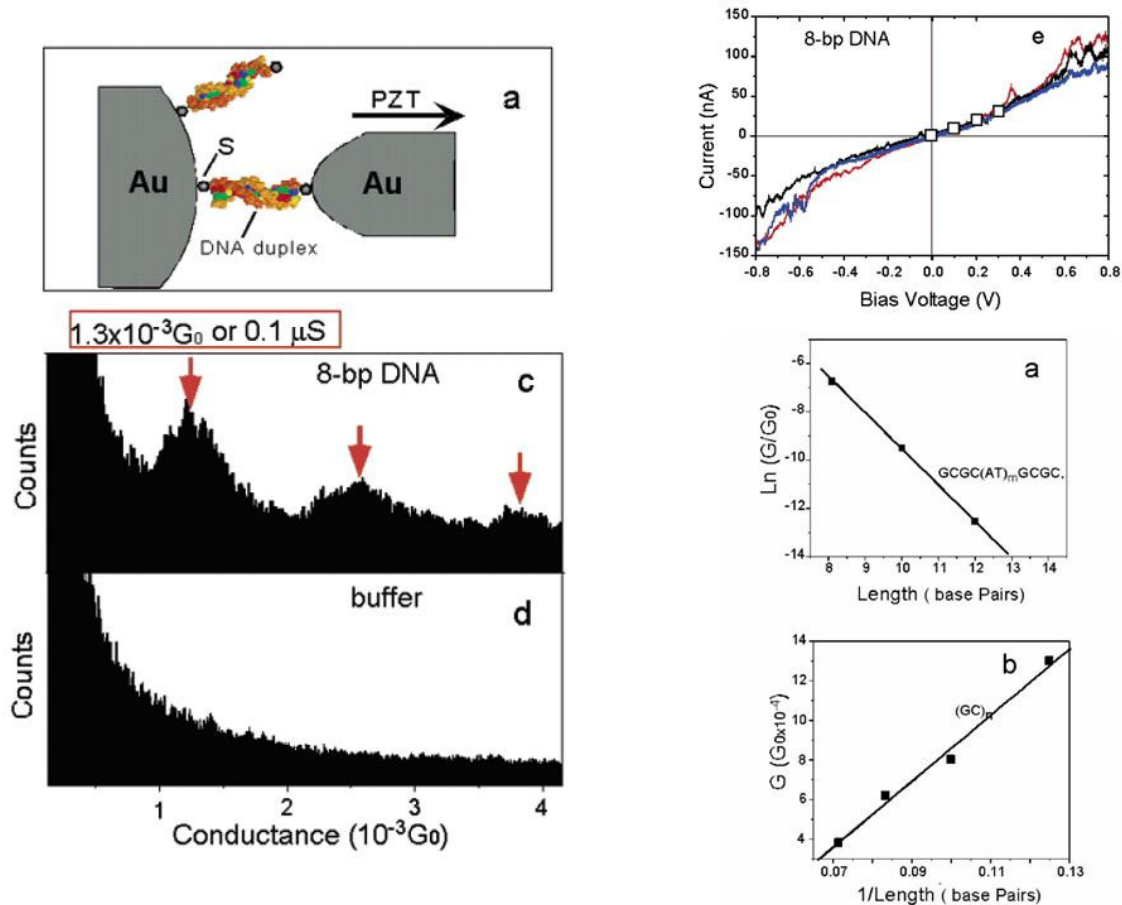 a
PZT
S
Au
Au
DNA duplex
1.3x10⁻³G₀ or 0.1 μS
8-bp DNA
c
Counts
buffer
d
Counts
1 2 3 4
Conductance (10⁻³G₀)
8-bp DNA
e
150
100
50
0
-50
-100
-150
Current (nA)
-0.8 -0.6 -0.4 -0.2 0.0 0.2 0.4 0.6 0.8
Bias Voltage (V)
a
-6
-8
-10
-12
-14
Ln (G/G₀)
GCGC(AT)ₘGCGC.
8 9 10 11 12 13 14
Length ( base Pairs)
b
14
12
10
8
6
4
G (G₀x10⁻⁴)
(GC)ₙ
0.07 0.09 0.11 0.13
1/Length ( base Pairs)